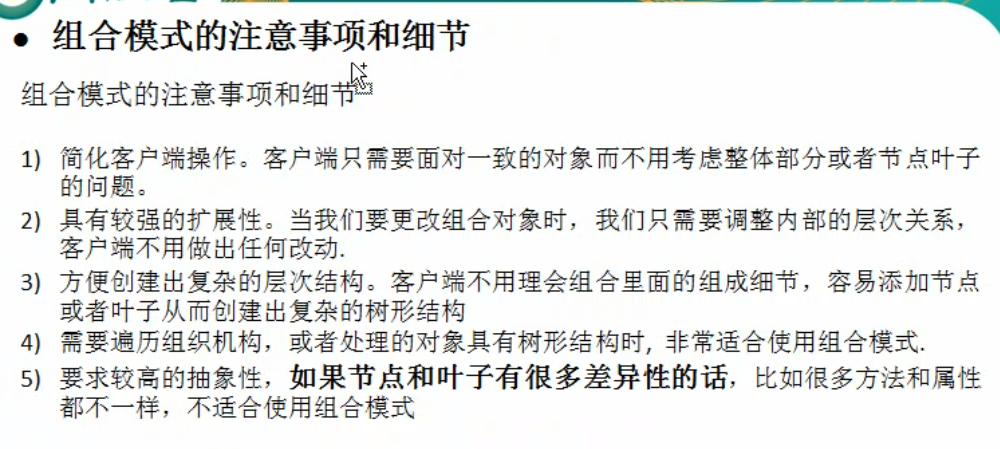 ● 组合模式的注意事项和细节
组合模式的注意事项和细节
1) 简化客户端操作。客户端只需要面对一致的对象而不用考虑整体部分或者节点叶子
的问题。
2) 具有较强的扩展性。当我们要更改组合对象时，我们只需要调整内部的层次关系，
客户端不用做出任何改动.
3) 方便创建出复杂的层次结构。客户端不用理会组合里面的组成细节，容易添加节点
或者叶子从而创建出复杂的树形结构
4) 需要遍历组织机构，或者处理的对象具有树形结构时, 非常适合使用组合模式.
5) 要求较高的抽象性，如果节点和叶子有很多差异性的话，比如很多方法和属性
都不一样，不适合使用组合模式